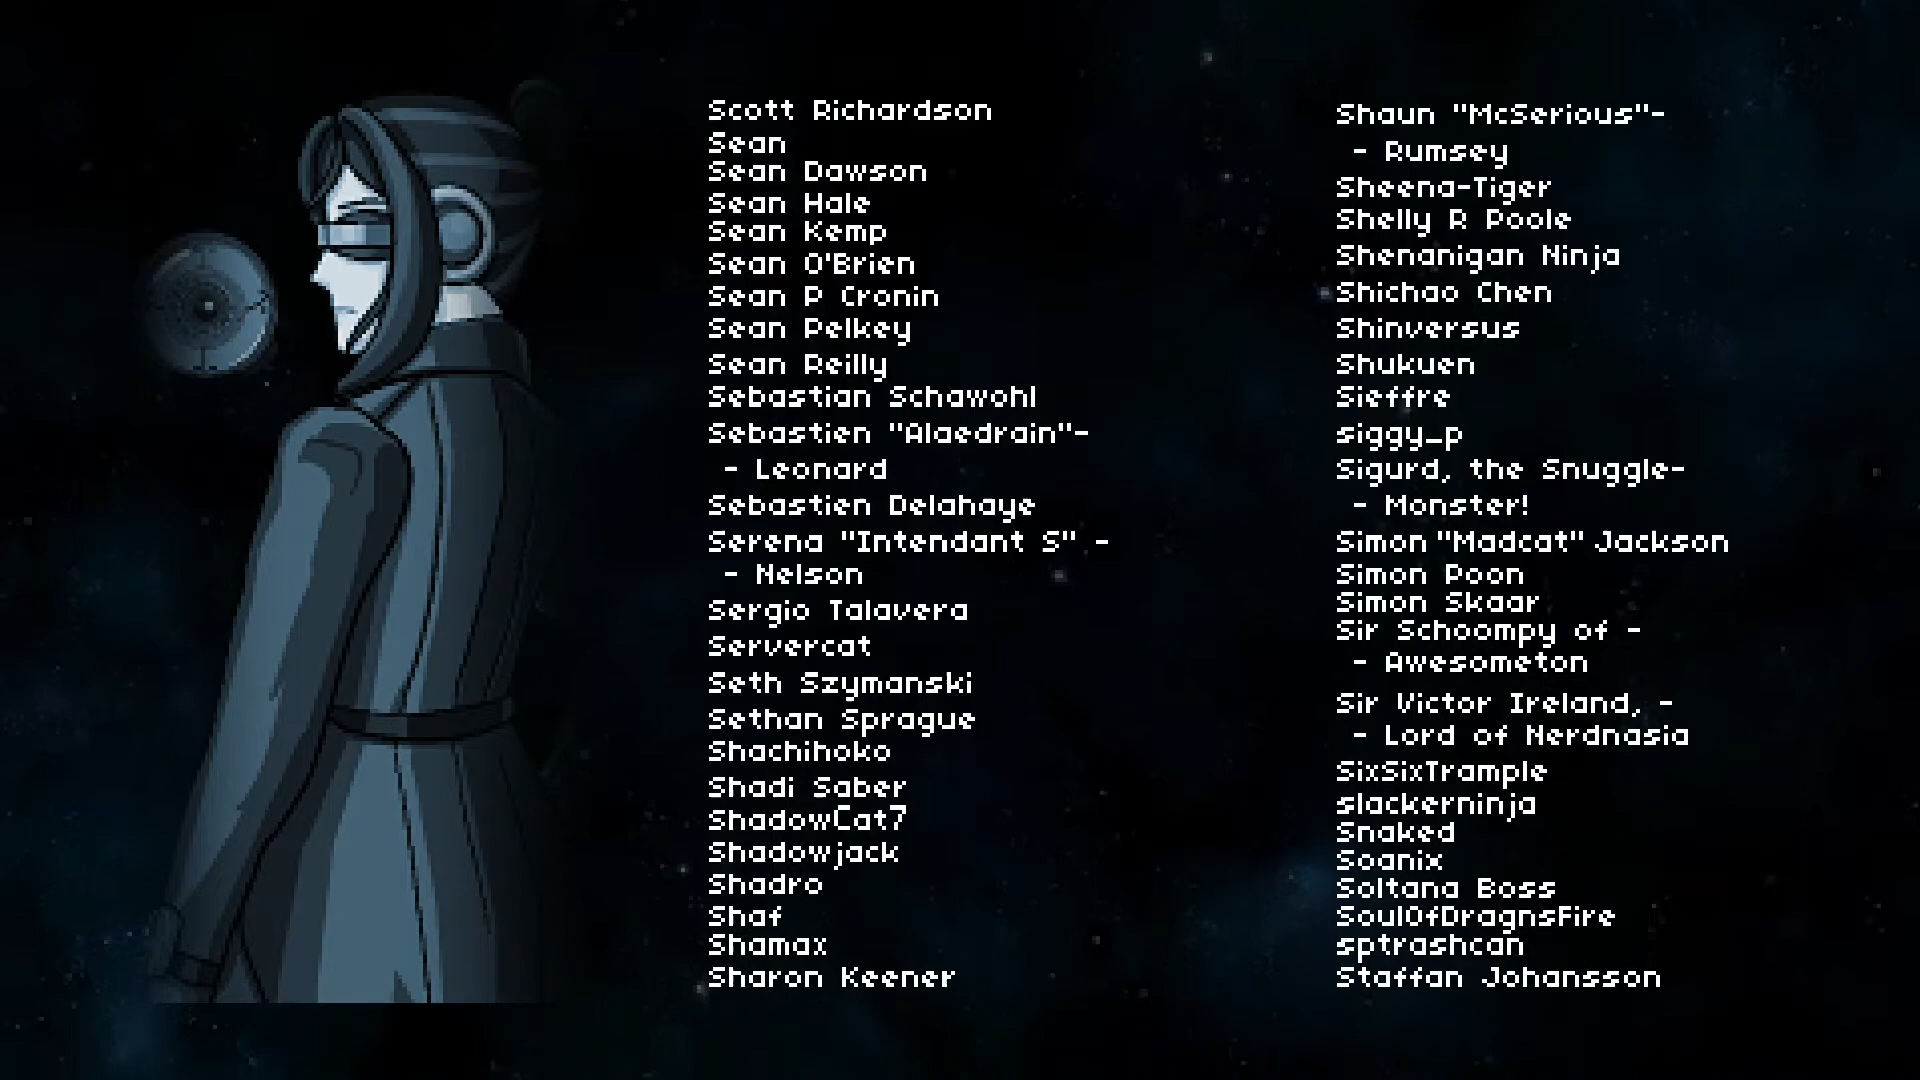 Scott Richardson
Sean
Sean Dawson
Sean Hale
Sean Kemp
Sean O'Brien
Sean P Cronin
Sean Pelkey
Sean Reilly
Sebastian Schawohl
Sebastien "Alaedrain"-
- Leonard
Sebastien Delahaye
Serena "Intendant S" -
- Nelson
Sergio Talavera
Servercat
Seth Szymanski
Sethan Sprague
Shachihoko
Shadi Saber
ShadowCat7
Shadowjack
Shadro
Shaf
Shamax
Sharon Keener
Shaun "McSerious"-
- Rumsey
Sheena-Tiger
Shelly R Poole
Shenanigan Ninja
Shichao Chen
Shinversus
Shukuen
Sieffre
siggy_p
Sigurd, the Snuggle-
- Monster!
Simon "Madcat" Jackson
Simon Poon
Simon Skaar
Sir Schoompy of -
- Awesometon
Sir Victor Ireland, -
- Lord of Nerdnasia
SixSixTrample
slackerninja
Snaked
Soanix
Soltana Boss
SoulOfDragnsFire
sptrashcan
Staffan Johansson